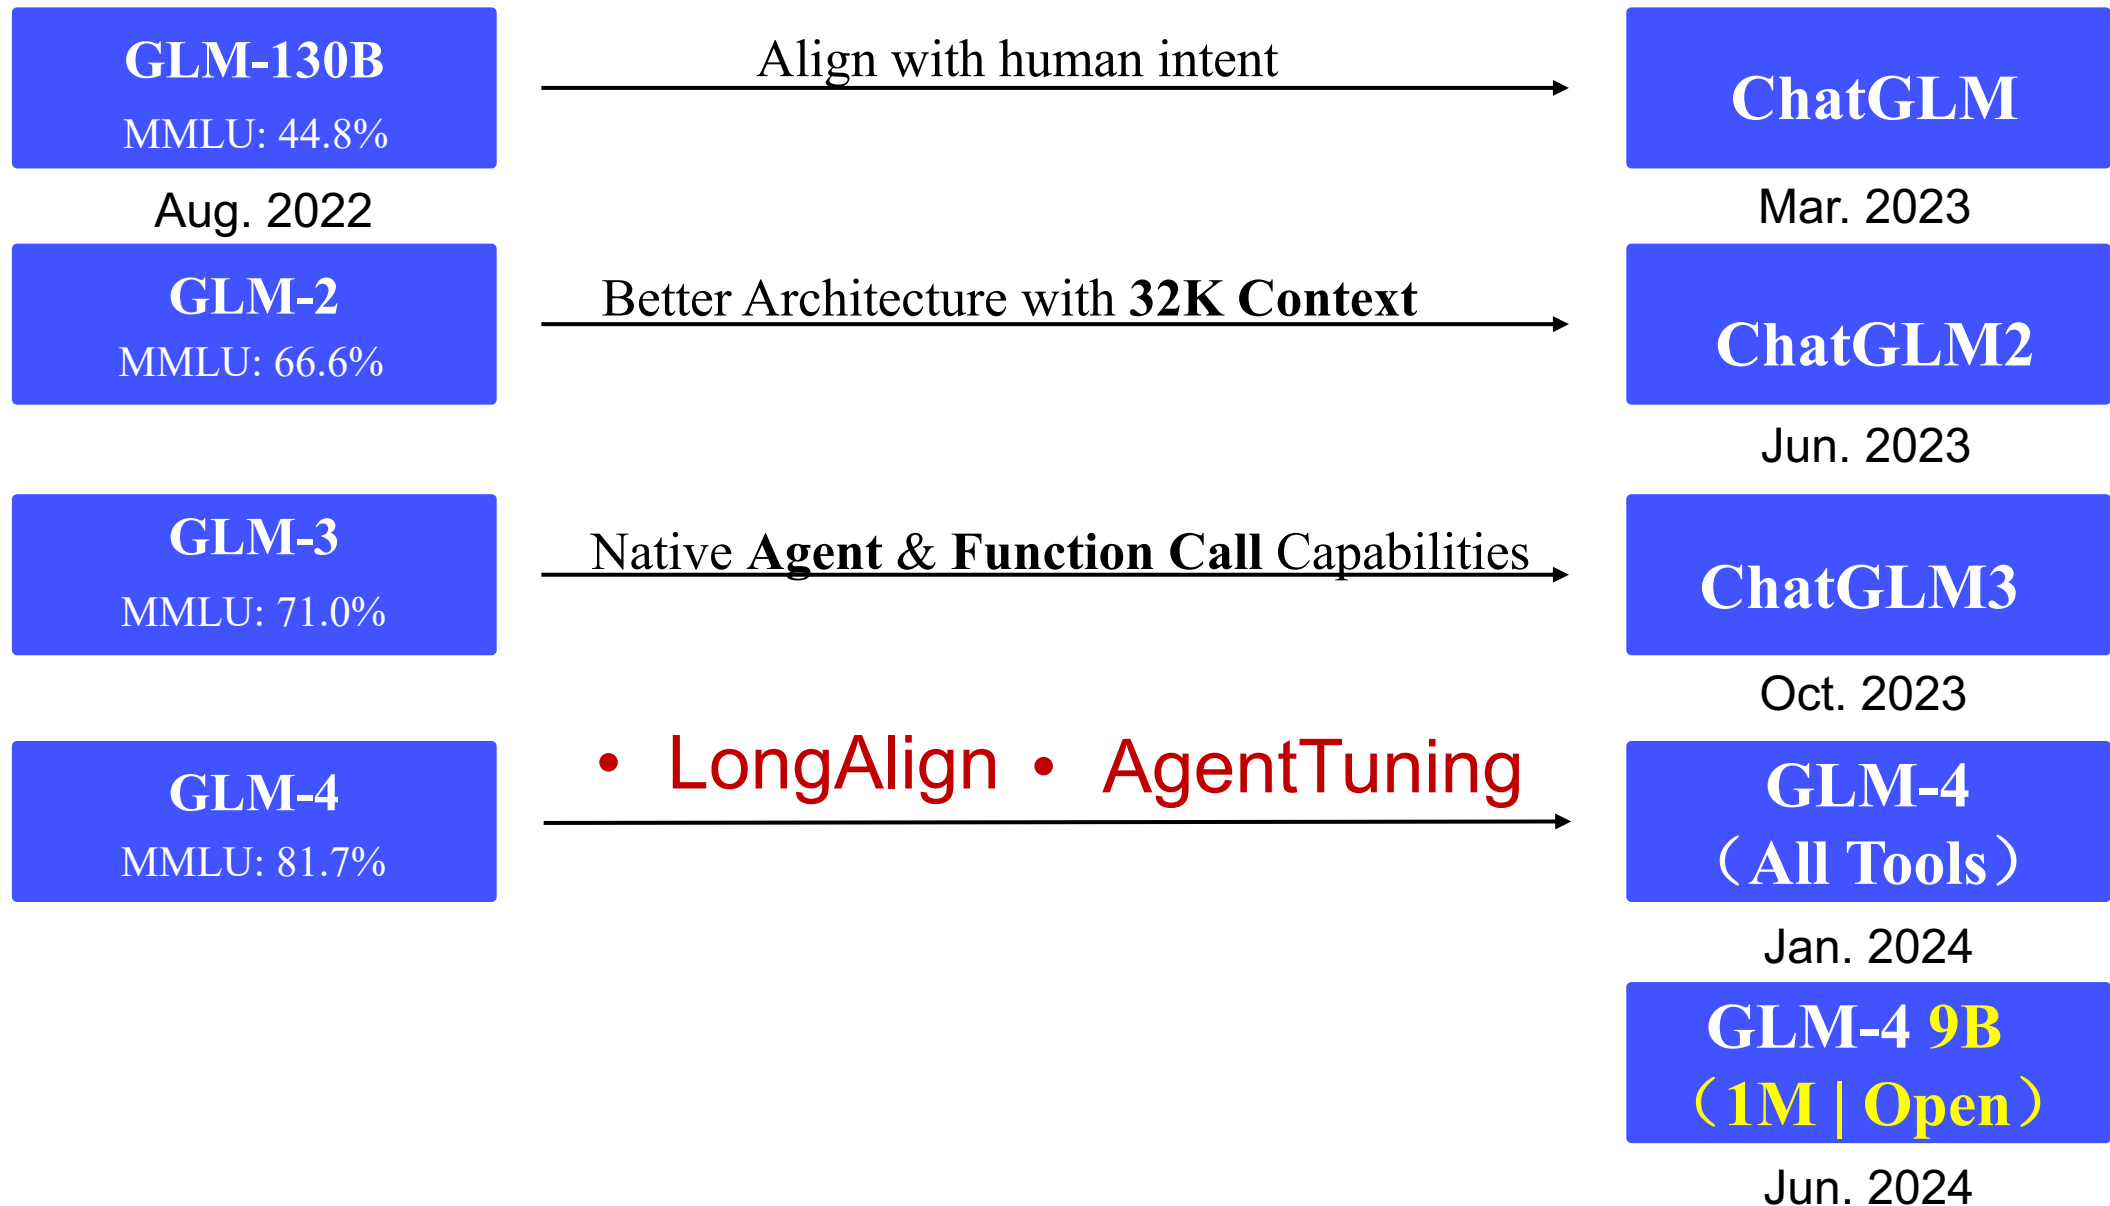 GLM-130B
MMLU: 44.8%
Aug. 2022
Align with human intent
ChatGLM
Mar. 2023
GLM-2
MMLU: 66.6%
Better Architecture with 32K Context
ChatGLM2
Jun. 2023
GLM-3
MMLU: 71.0%
Native Agent & Function Call Capabilities
ChatGLM3
Oct. 2023
GLM-4
MMLU: 81.7%
• LongAlign • AgentTuning
GLM-4
（All Tools）
Jan. 2024
GLM-4 9B
（1M | Open）
Jun. 2024